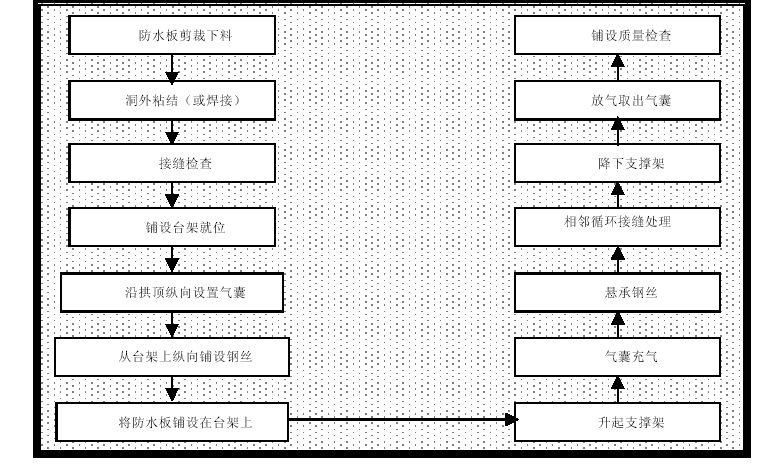 防水板剪裁下料
洞外粘结（或焊接）
接缝检查
铺设台架就位
沿拱顶纵向设置气囊
从台架上纵向铺设钢丝
将防水板铺设在台架上
铺设质量检查
放气取出气囊
降下支撑架
相邻循环接缝处理
悬承钢丝
气囊充气
升起支撑架